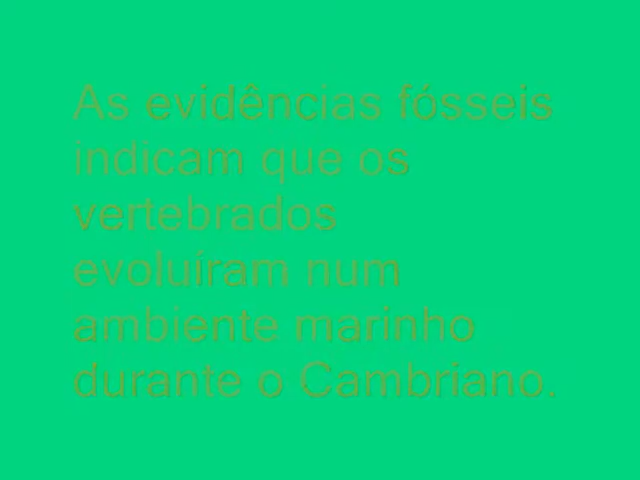 As evidências fósseis
indicam que os
vertebrados
evoluíram num
ambiente marinho
durante o Cambriano.